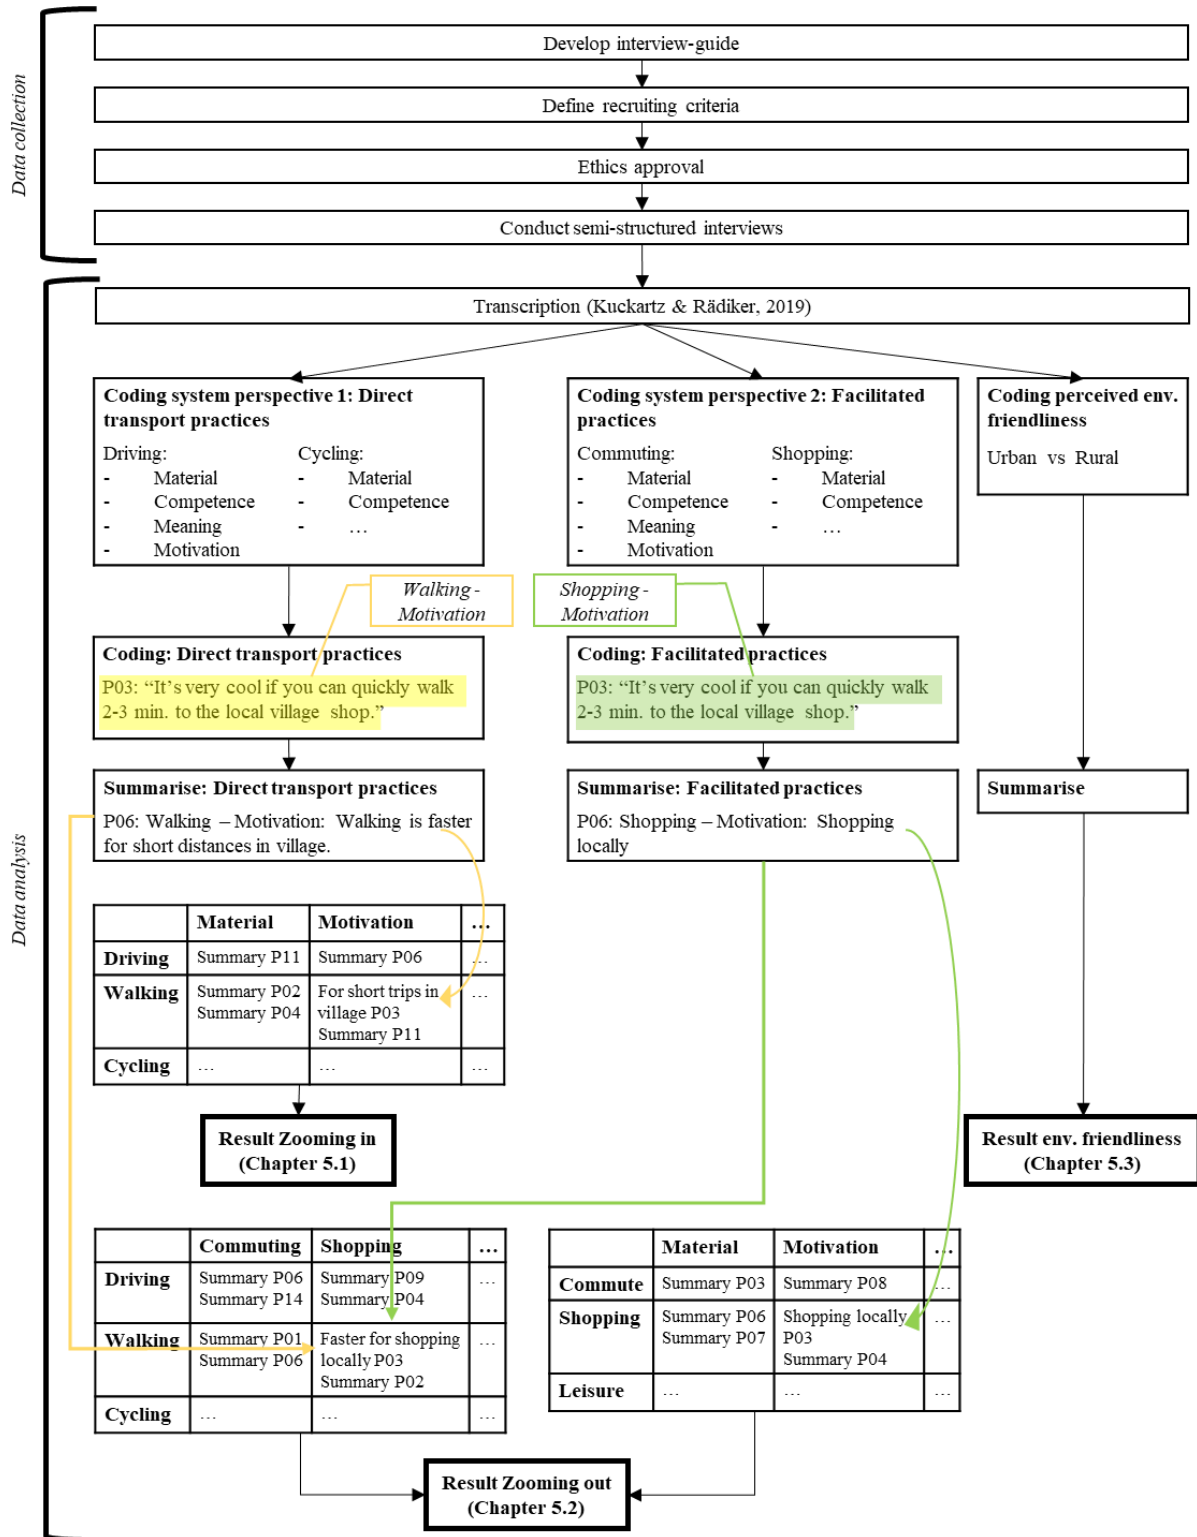 Data collection
Develop interview-guide
Define recruiting criteria
Ethics approval
Conduct semi-structured interviews
Data analysis
Transcription (Kuckartz & Rädiker, 2019)
Coding system perspective 1: Direct
transport practices
Driving:
- Material
- Competence
- Meaning
- Motivation
Cycling:
- Material
- Competence
- …
Coding system perspective 2: Facilitated
practices
Commuting:
- Material
- Competence
- Meaning
- Motivation
Shopping:
- Material
- Competence
- …
Coding perceived env.
friendliness
Urban vs Rural
Walking -
Motivation
Shopping -
Motivation
Coding: Direct transport practices
P03: “It’s very cool if you can quickly walk
2-3 min. to the local village shop.”
Coding: Facilitated practices
P03: “It’s very cool if you can quickly walk
2-3 min. to the local village shop.”
Summarise: Direct transport practices
P06: Walking – Motivation: Walking is faster
for short distances in village.
Summarise: Facilitated practices
P06: Shopping – Motivation: Shopping
locally
Summarise
Material Motivation …
Driving Summary P11 Summary P06 …
Walking Summary P02 For short trips in …
Summary P04 village P03
Summary P11
Cycling … … …
Result Zooming in
(Chapter 5.1)
Result env. friendliness
(Chapter 5.3)
Commuting Shopping …
Driving Summary P06 Summary P09 …
Summary P14 Summary P04
Walking Summary P01 Faster for shopping …
Summary P06 locally P03
Summary P02
Cycling … … …
Material Motivation …
Commute Summary P03 Summary P08 …
Shopping Summary P06 Shopping locally …
Summary P07 P03
Summary P04
Leisure … … …
Result Zooming out
(Chapter 5.2)